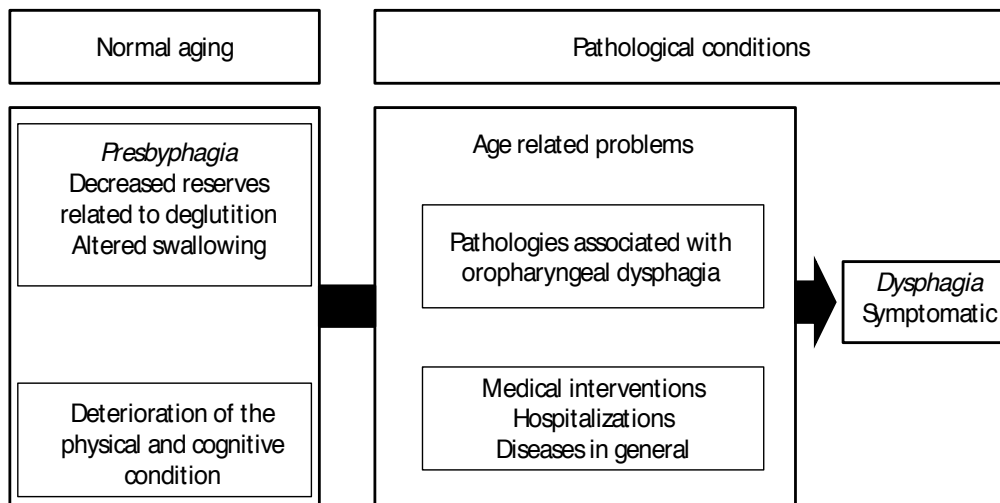 Normal aging
Pathological conditions
Presbyphagia
Decreased reserves
related to deglutition
Altered swallowing
Deterioration of the
physical and cognitive
condition
Age related problems
Pathologies associated with
oropharyngeal dysphagia
Medical interventions
Hospitalizations
Diseases in general
Dysphagia
Symptomatic